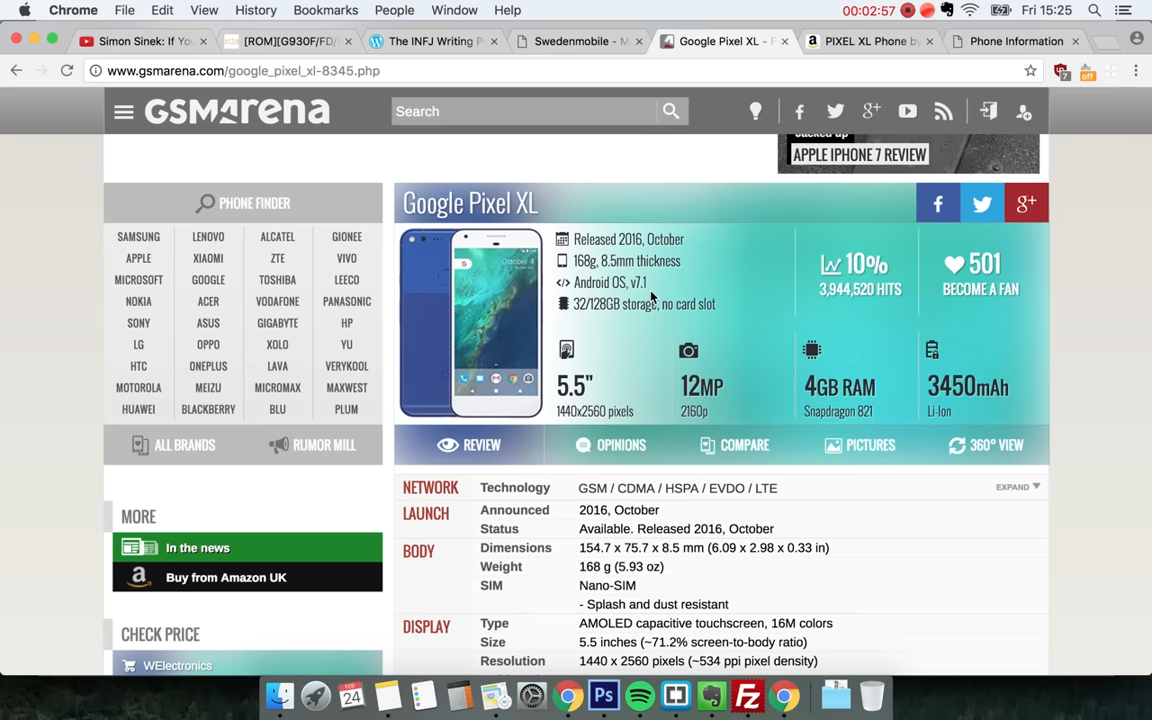 Chrome File Edit View History Bookmarks People Window Help 00:02:57 Fri 15:25
Simon Sinek: If You
[ROM][G930F/FD/
The INFJ Writing P
Swedenmobile - M
Google Pixel XL - F
PIXEL XL Phone by
Phone Information
www.gsmarena.com/google_pixel_xl-8345.php
7
off
GSMARENA
Search
APPLE IPHONE 7 REVIEW
PHONE FINDER
SAMSUNG LENOVO ALCATEL GIONEE
APPLE XIAOMI ZTE VIVO
MICROSOFT GOOGLE TOSHIBA LEECO
NOKIA ACER VODAFONE PANASONIC
SONY ASUS GIGABYTE HP
LG OPPO XOLO YU
HTC ONEPLUS LAVA VERYKOOL
MOTOROLA MEIZU MICROMAX MAXWEST
HUAWEI BLACKBERRY BLU PLUM
ALL BRANDS RUMOR MILL
Google Pixel XL
Released 2016, October
168g, 8.5mm thickness
Android OS, v7.1
32/128GB storage, no card slot
10%
3,944,520 HITS
501
BECOME A FAN
5.5"
1440x2560 pixels
12MP
2160p
4GB RAM
Snapdragon 821
3450mAh
Li-Ion
REVIEW OPINIONS COMPARE PICTURES 360° VIEW
MORE
In the news
Buy from Amazon UK
CHECK PRICE
WElectronics
NETWORK Technology GSM / CDMA / HSPA / EVDO / LTE EXPAND
LAUNCH Announced 2016, October
Status Available. Released 2016, October
BODY Dimensions 154.7 x 75.7 x 8.5 mm (6.09 x 2.98 x 0.33 in)
Weight 168 g (5.93 oz)
SIM Nano-SIM
- Splash and dust resistant
DISPLAY Type AMOLED capacitive touchscreen, 16M colors
Size 5.5 inches (~71.2% screen-to-body ratio)
Resolution 1440 x 2560 pixels (~534 ppi pixel density)
FEB
24
Ps
Fz